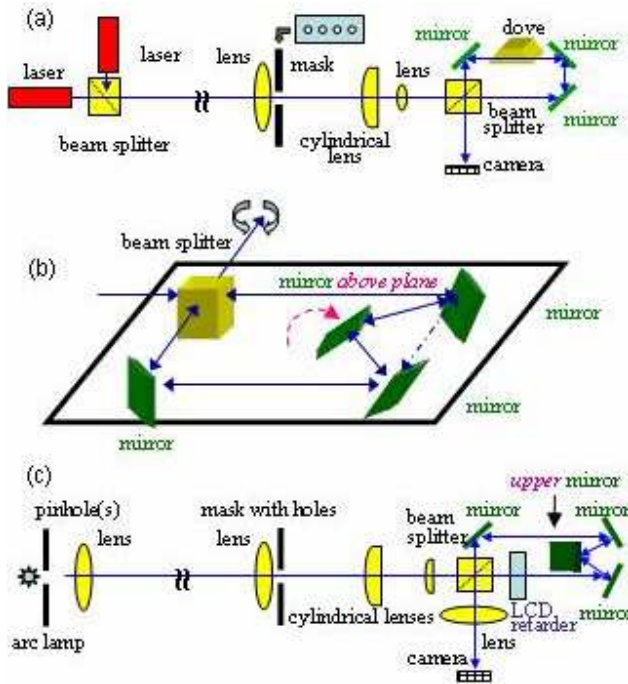 (a)
dove
mirror
mirror
laser
laser
lens
mask
lens
beam splitter
cylindrical
lens
beam
splitter
mirror
camera
beam splitter
(b)
mirror above plane
mirror
mirror
mirror
(c)
upper mirror
pinhole(s)
mask with holes
mirror
mirror
lens
lens
beam
splitter
cylindrical lenses
LCD
retarder
mirror
arc lamp
lens
camera